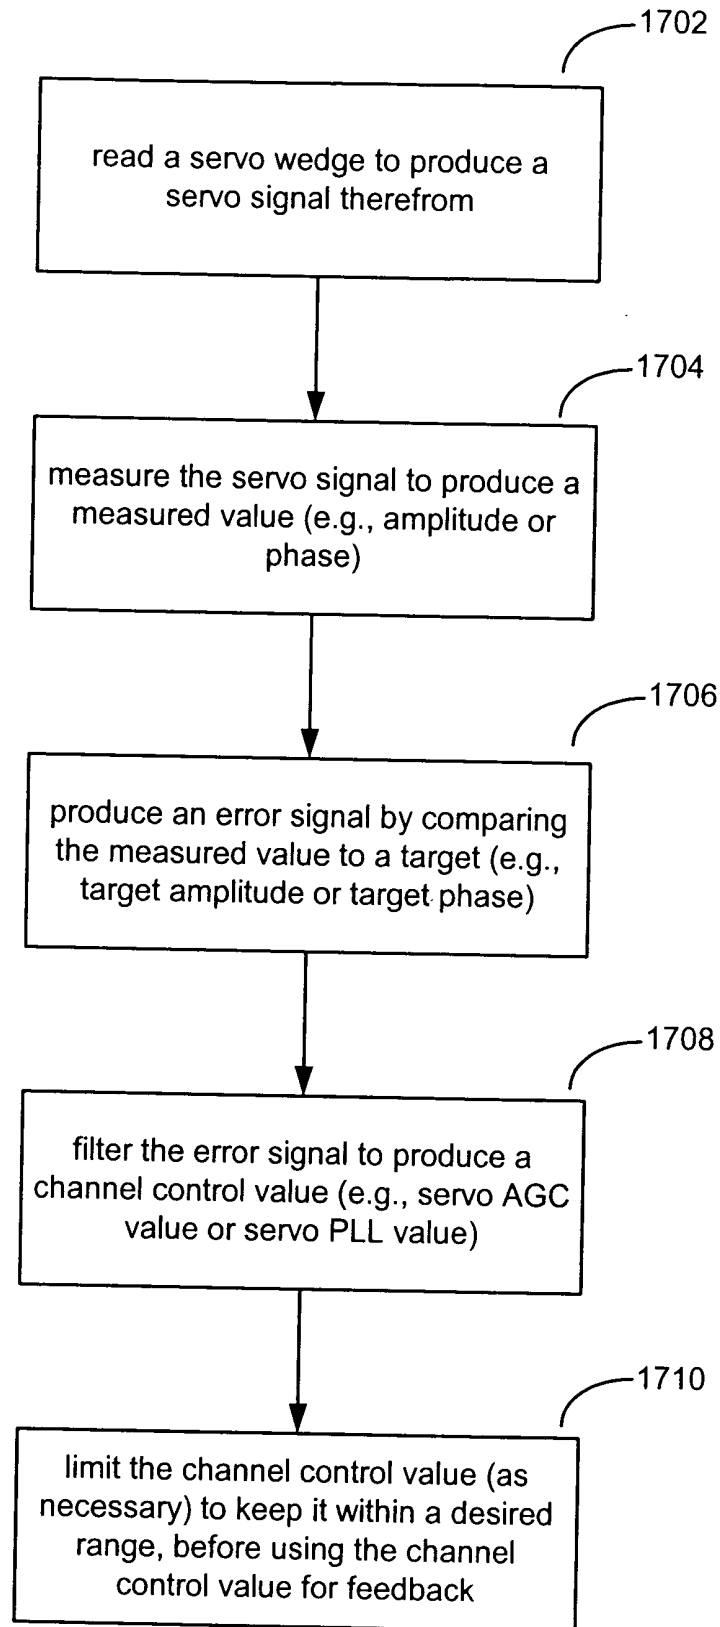 1702
read a servo wedge to produce a
servo signal therefrom
1704
measure the servo signal to produce a
measured value (e.g., amplitude or
phase)
1706
produce an error signal by comparing
the measured value to a target (e.g.,
target amplitude or target phase)
1708
filter the error signal to produce a
channel control value (e.g., servo AGC
value or servo PLL value)
1710
limit the channel control value (as
necessary) to keep it within a desired
range, before using the channel
control value for feedback